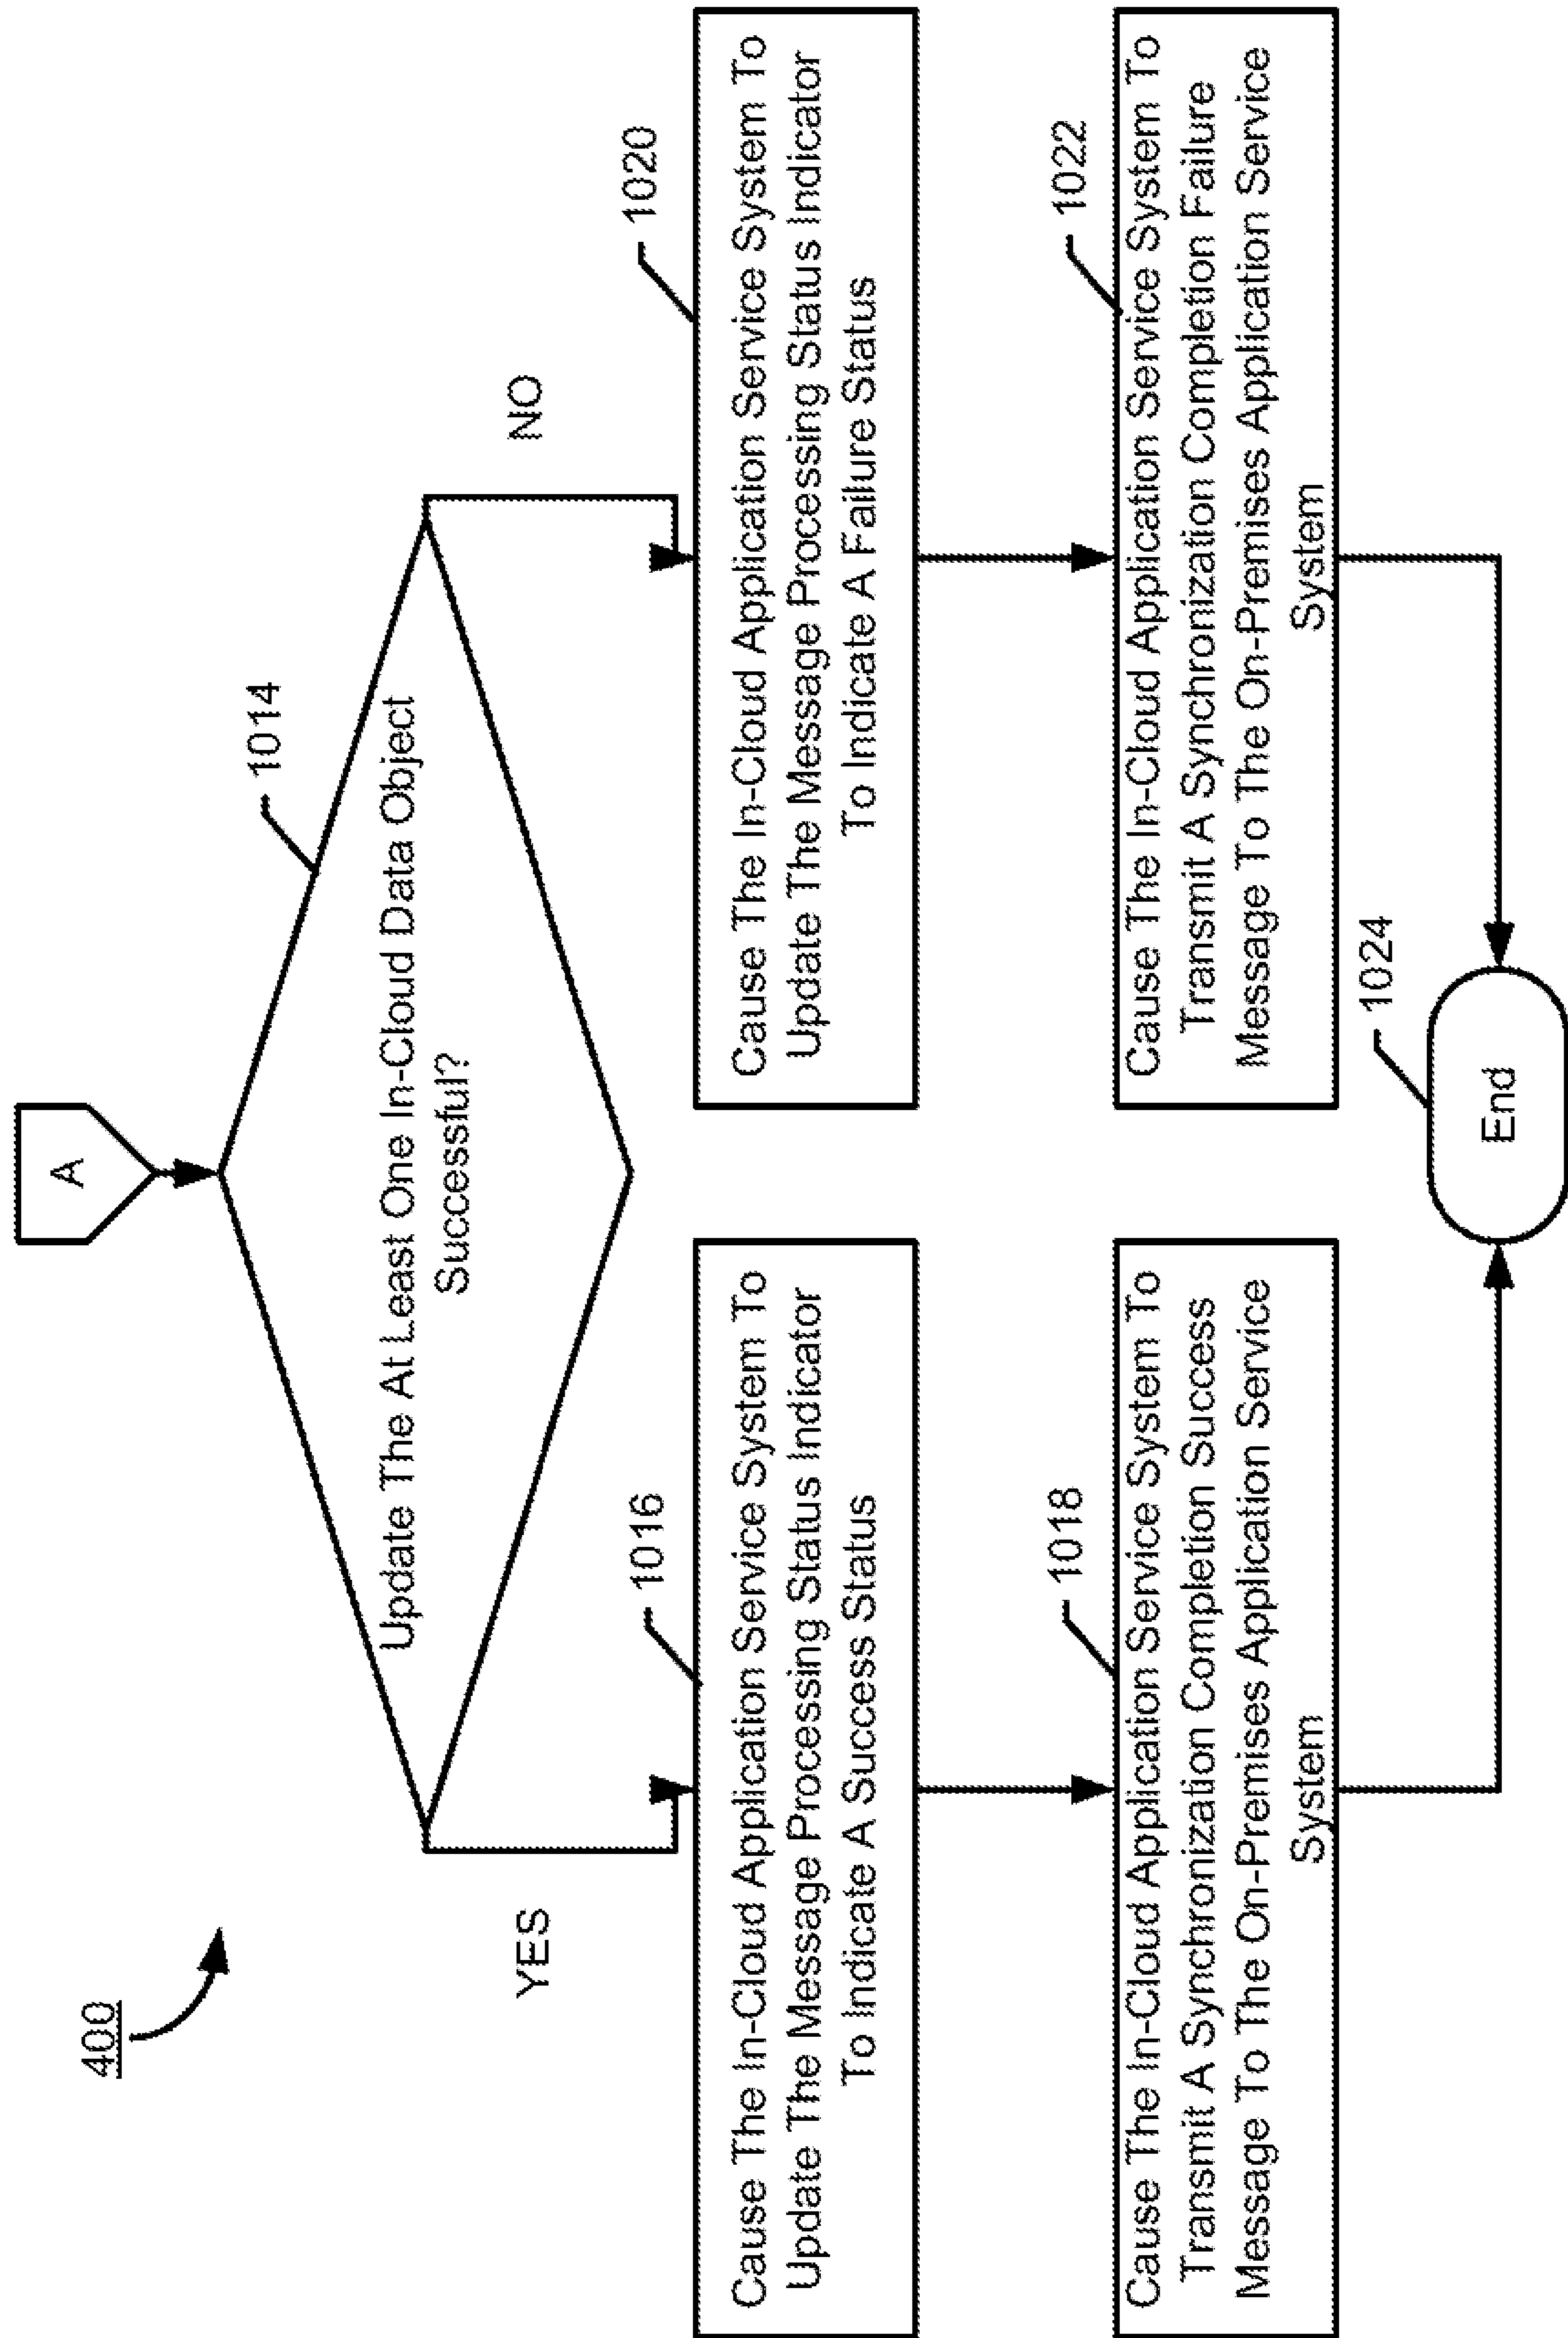 400
A
1014
Update The At Least One In-Cloud Data Object
Successful?
YES
NO
1016
Cause The In-Cloud Application Service System To
Update The Message Processing Status Indicator
To Indicate A Success Status
1020
Cause The In-Cloud Application Service System To
Update The Message Processing Status Indicator
To Indicate A Failure Status
1018
Cause The In-Cloud Application Service System To
Transmit A Synchronization Completion Success
Message To The On-Premises Application Service
System
1022
Cause The In-Cloud Application Service System To
Transmit A Synchronization Completion Failure
Message To The On-Premises Application Service
System
1024
End